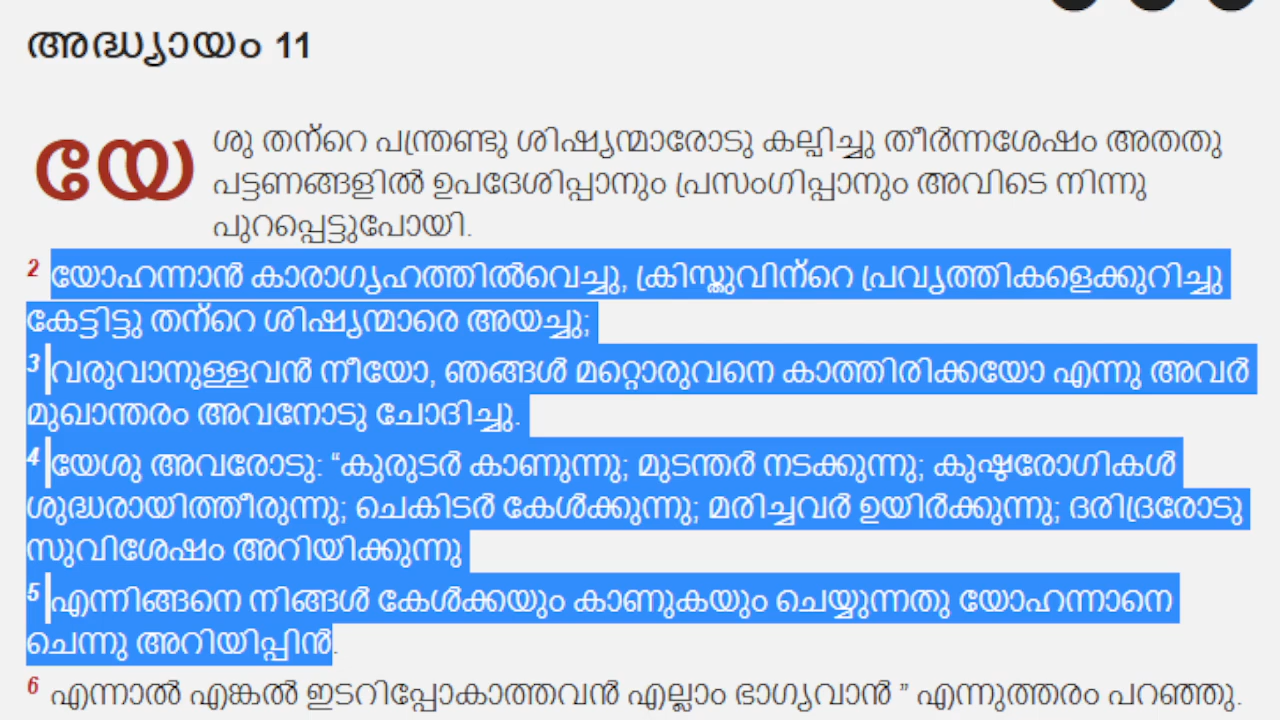 അദ്ധ്യായം 11
യേശു തന്റെ പന്ത്രണ്ടു ശിഷ്യന്മാരോടു കല്പിച്ചു തീർന്നശേഷം അതതു
പട്ടണങ്ങളിൽ ഉപദേശിപ്പാനും പ്രസംഗിപ്പാനും അവിടെ നിന്നു
പുറപ്പെട്ടുപോയി.
2 യോഹന്നാൻ കാരാഗൃഹത്തിൽവെച്ചു, ക്രിസ്തുവിന്റെ പ്രവൃത്തികളെക്കുറിച്ചു
കേട്ടിട്ടു തന്റെ ശിഷ്യന്മാരെ അയച്ചു;
3 വരുവാനുള്ളവൻ നീയോ, ഞങ്ങൾ മറ്റൊരുവനെ കാത്തിരിക്കയോ എന്നു അവർ
മുഖാന്തരം അവനോടു ചോദിച്ചു.
4 യേശു അവരോടു: “കുരുടർ കാണുന്നു; മുടന്തർ നടക്കുന്നു; കുഷ്ഠരോഗികൾ
ശുദ്ധരായിത്തീരുന്നു; ചെകിടർ കേൾക്കുന്നു; മരിച്ചവർ ഉയിർക്കുന്നു; ദരിദ്രരോടു
സുവിശേഷം അറിയിക്കുന്നു
5 എന്നിങ്ങനെ നിങ്ങൾ കേൾക്കയും കാണുകയും ചെയ്യുന്നതു യോഹന്നാനെ
ചെന്നു അറിയിപ്പിൻ.
6 എന്നാൽ എങ്കൽ ഇടറിപ്പോകാത്തവൻ എല്ലാം ഭാഗ്യവാൻ ” എന്നുത്തരം പറഞ്ഞു.